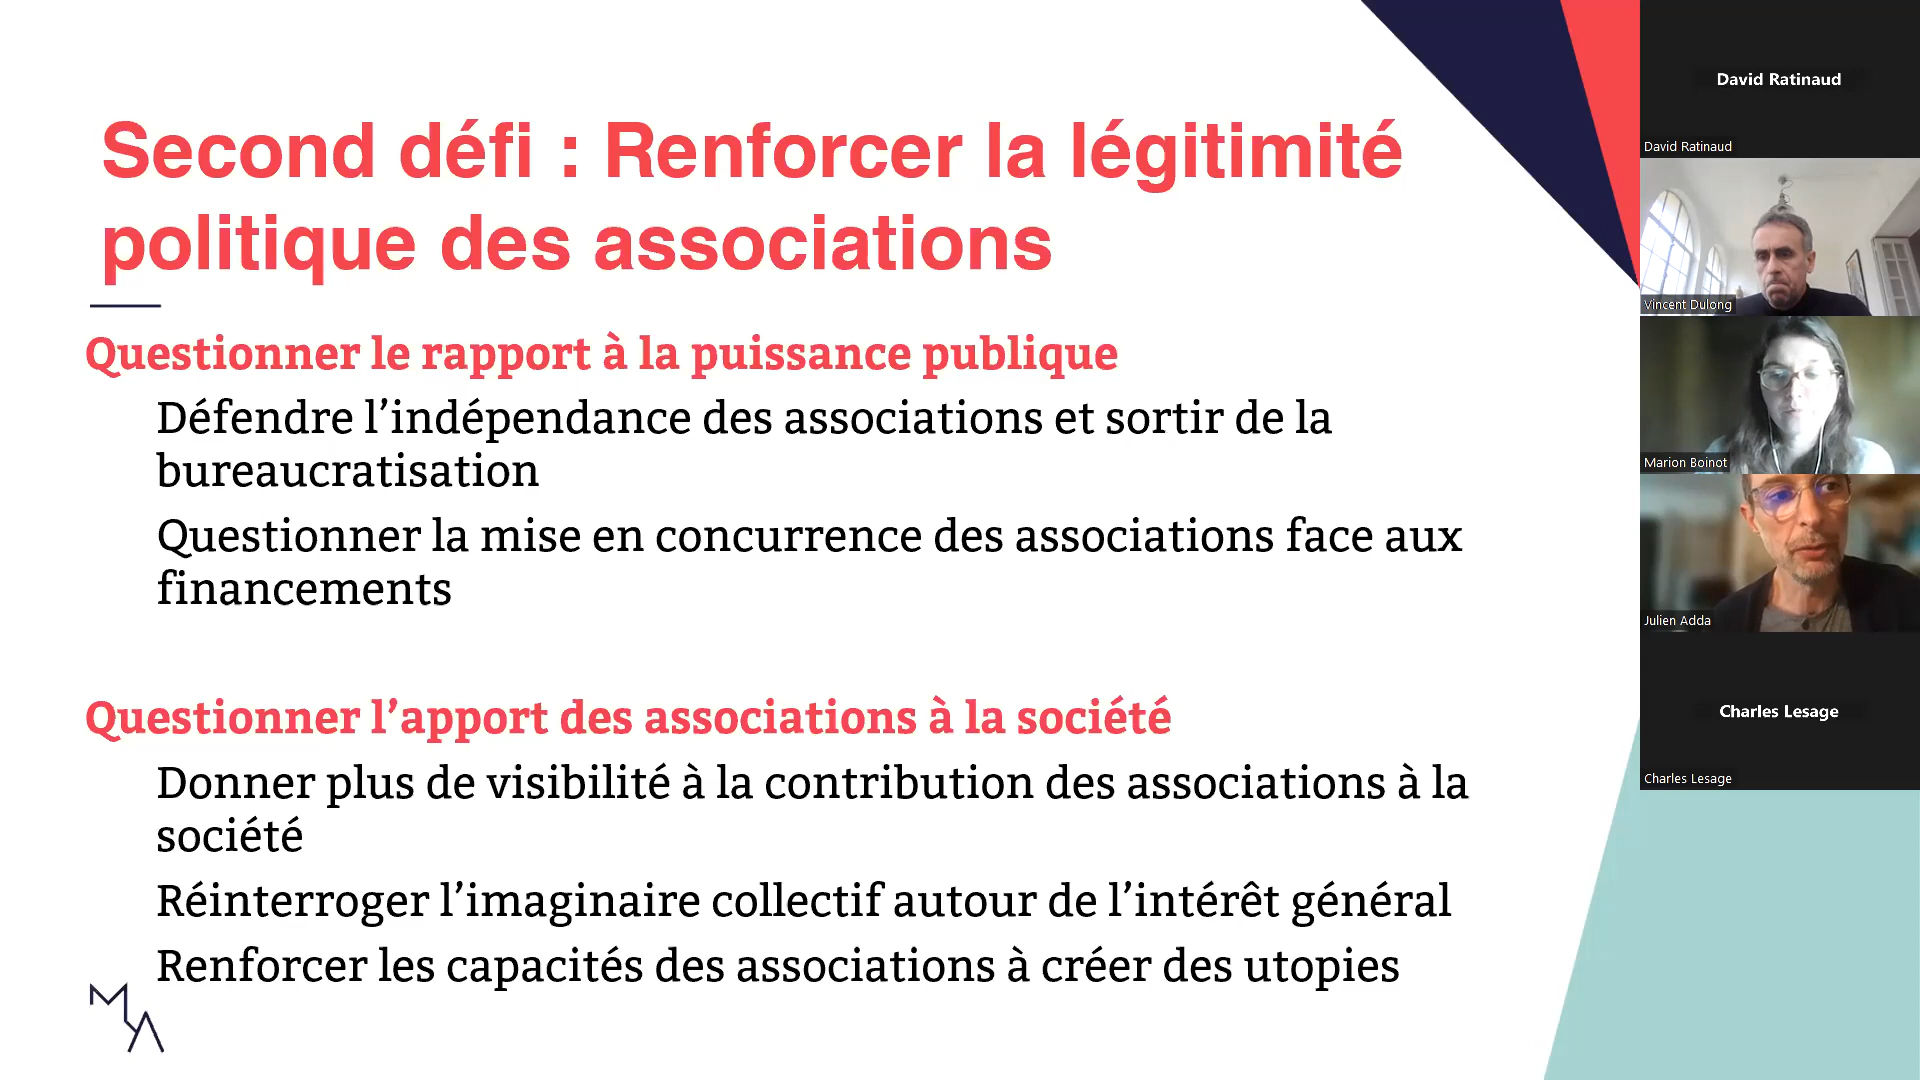 Second défi : Renforcer la légitimité
politique des associations
Questionner le rapport à la puissance publique
Défendre l’indépendance des associations et sortir de la
bureaucratisation
Questionner la mise en concurrence des associations face aux
financements
Questionner l’apport des associations à la société
Donner plus de visibilité à la contribution des associations à la
société
Réinterroger l’imaginaire collectif autour de l’intérêt général
Renforcer les capacités des associations à créer des utopies
David Ratinaud
David Ratinaud
Vincent Dulong
Marion Boinot
Julien Adda
Charles Lesage
Charles Lesage